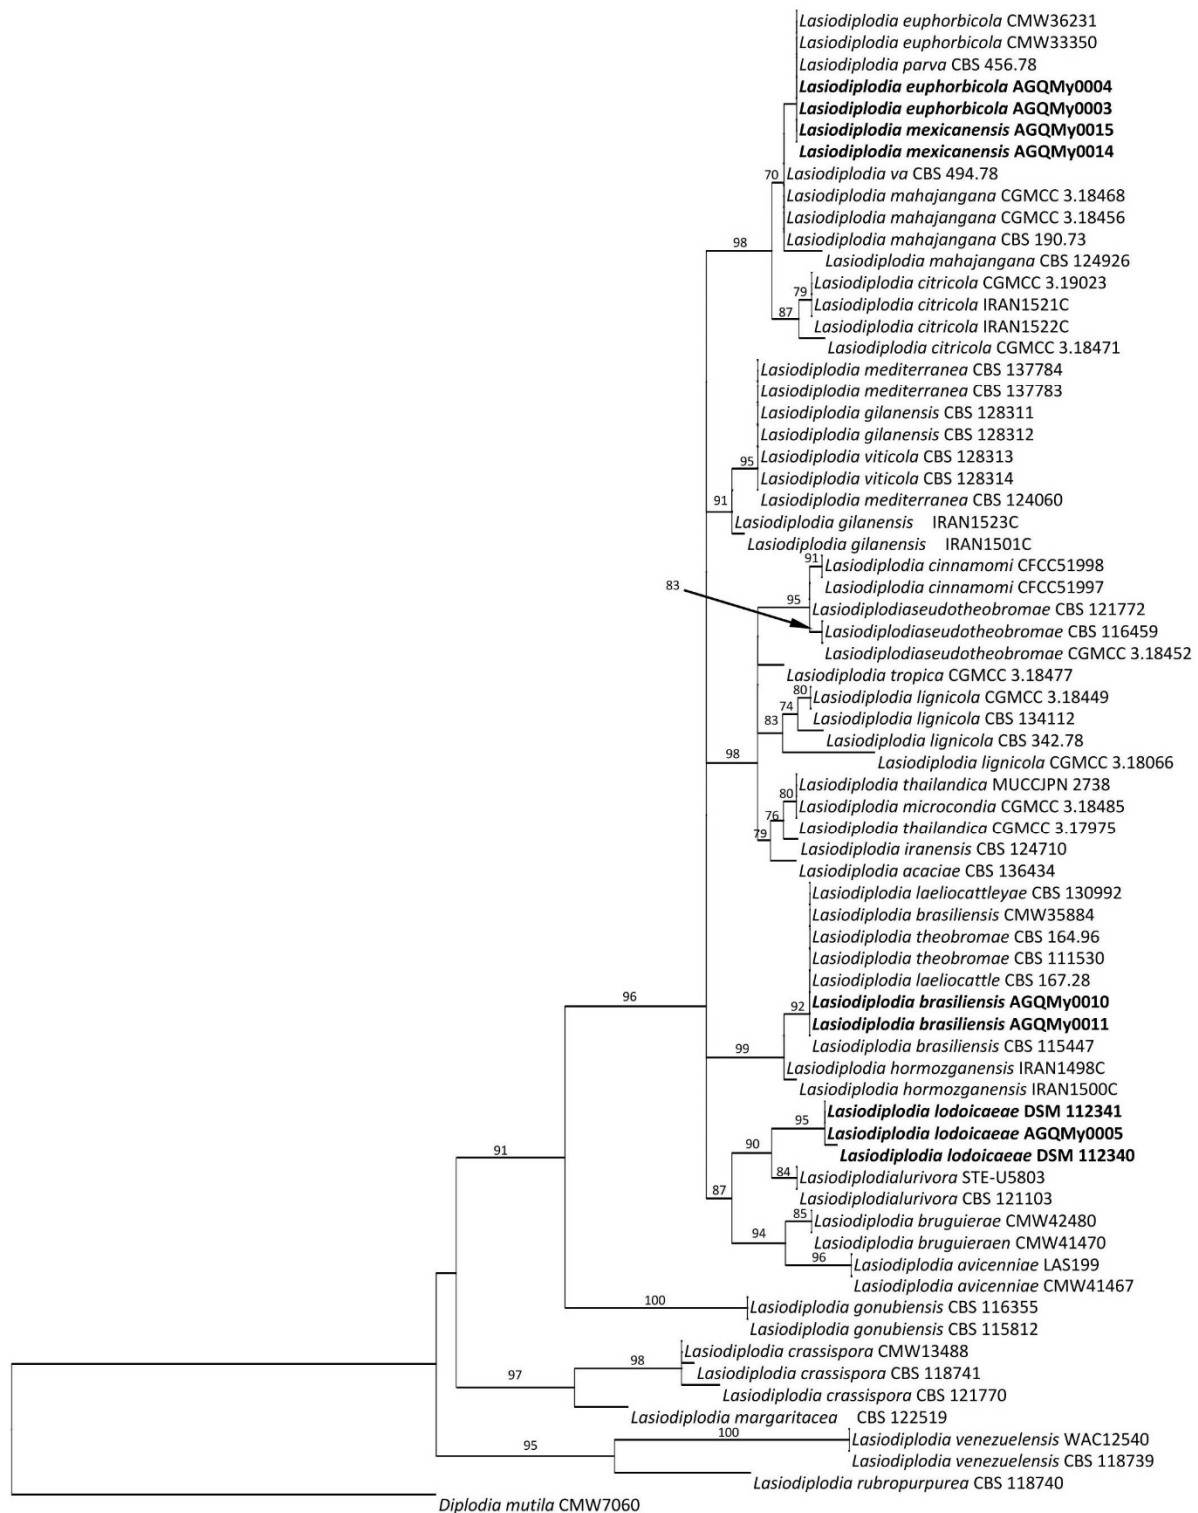 Lasiodiplodia euphorbicola CMW36231
Lasiodiplodia euphorbicola CMW33350
Lasiodiplodia parva CBS 456.78
Lasiodiplodia euphorbicola AGQMy0004
Lasiodiplodia euphorbicola AGQMy0003
Lasiodiplodia mexicanensis AGQMy0015
Lasiodiplodia mexicanensis AGQMy0014
70
Lasiodiplodia va CBS 494.78
Lasiodiplodia mahajangana CGMCC 3.18468
Lasiodiplodia mahajangana CGMCC 3.18456
98
Lasiodiplodia mahajangana CBS 190.73
Lasiodiplodia mahajangana CBS 124926
Lasiodiplodia citricola CGMCC 3.19023
79
Lasiodiplodia citricola IRAN1521C
87
Lasiodiplodia citricola IRAN1522C
Lasiodiplodia citricola CGMCC 3.18471
Lasiodiplodia mediterranea CBS 137784
Lasiodiplodia mediterranea CBS 137783
Lasiodiplodia gilanensis CBS 128311
Lasiodiplodia gilanensis CBS 128312
Lasiodiplodia viticola CBS 128313
95
Lasiodiplodia viticola CBS 128314
Lasiodiplodia mediterranea CBS 124060
91
Lasiodiplodia gilanensis IRAN1523C
Lasiodiplodia gilanensis IRAN1501C
91
Lasiodiplodia cinnamomi CFCC51998
83
Lasiodiplodia cinnamomi CFCC51997
95
Lasiodiplodiaseudotheobromae CBS 121772
Lasiodiplodiaseudotheobromae CBS 116459
Lasiodiplodiaseudotheobromae CGMCC 3.18452
Lasiodiplodia tropica CGMCC 3.18477
80
Lasiodiplodia lignicola CGMCC 3.18449
74
83
Lasiodiplodia lignicola CBS 134112
Lasiodiplodia lignicola CBS 342.78
98
Lasiodiplodia lignicola CGMCC 3.18066
Lasiodiplodia thailandica MUCCJPN 2738
80
Lasiodiplodia microcondia CGMCC 3.18485
76
Lasiodiplodia thailandica CGMCC 3.17975
79
Lasiodiplodia iranensis CBS 124710
Lasiodiplodia acaciae CBS 136434
Lasiodiplodia laeliocattleyae CBS 130992
Lasiodiplodia brasiliensis CMW35884
Lasiodiplodia theobromae CBS 164.96
Lasiodiplodia theobromae CBS 111530
96
Lasiodiplodia laeliocattle CBS 167.28
Lasiodiplodia brasiliensis AGQMy0010
92
Lasiodiplodia brasiliensis AGQMy0011
99
Lasiodiplodia brasiliensis CBS 115447
Lasiodiplodia hormozganensis IRAN1498C
Lasiodiplodia hormozganensis IRAN1500C
Lasiodiplodia lodoicaeae DSM 112341
95
Lasiodiplodia lodoicaeae AGQMy0005
91
90
Lasiodiplodia lodoicaeae DSM 112340
84
Lasiodiplodialurivora STE-U5803
87
Lasiodiplodialurivora CBS 121103
85
Lasiodiplodia bruguierae CMW42480
94
Lasiodiplodia bruguieraen CMW41470
96
Lasiodiplodia avicenniae LAS199
Lasiodiplodia avicenniae CMW41467
100
Lasiodiplodia gonubiensis CBS 116355
Lasiodiplodia gonubiensis CBS 115812
Lasiodiplodia crassispora CMW13488
98
97
Lasiodiplodia crassispora CBS 118741
Lasiodiplodia crassispora CBS 121770
Lasiodiplodia margaritacea CBS 122519
100
Lasiodiplodia venezuelensis WAC12540
95
Lasiodiplodia venezuelensis CBS 118739
Lasiodiplodia rubropurpurea CBS 118740
Diplodia mutila CMW7060